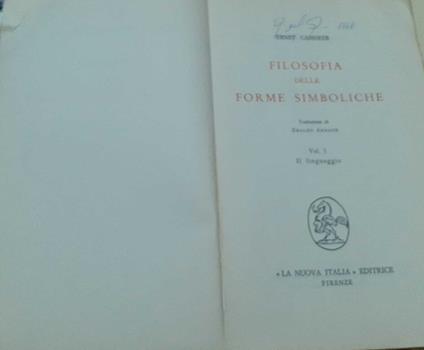 ERNST CASSIRER
FILOSOFIA
DELLE
FORME SIMBOLICHE
Traduzione di
ERALDO ARNAUD
Vol. I
Il linguaggio
« LA NUOVA ITALIA » EDITRICE
FIRENZE